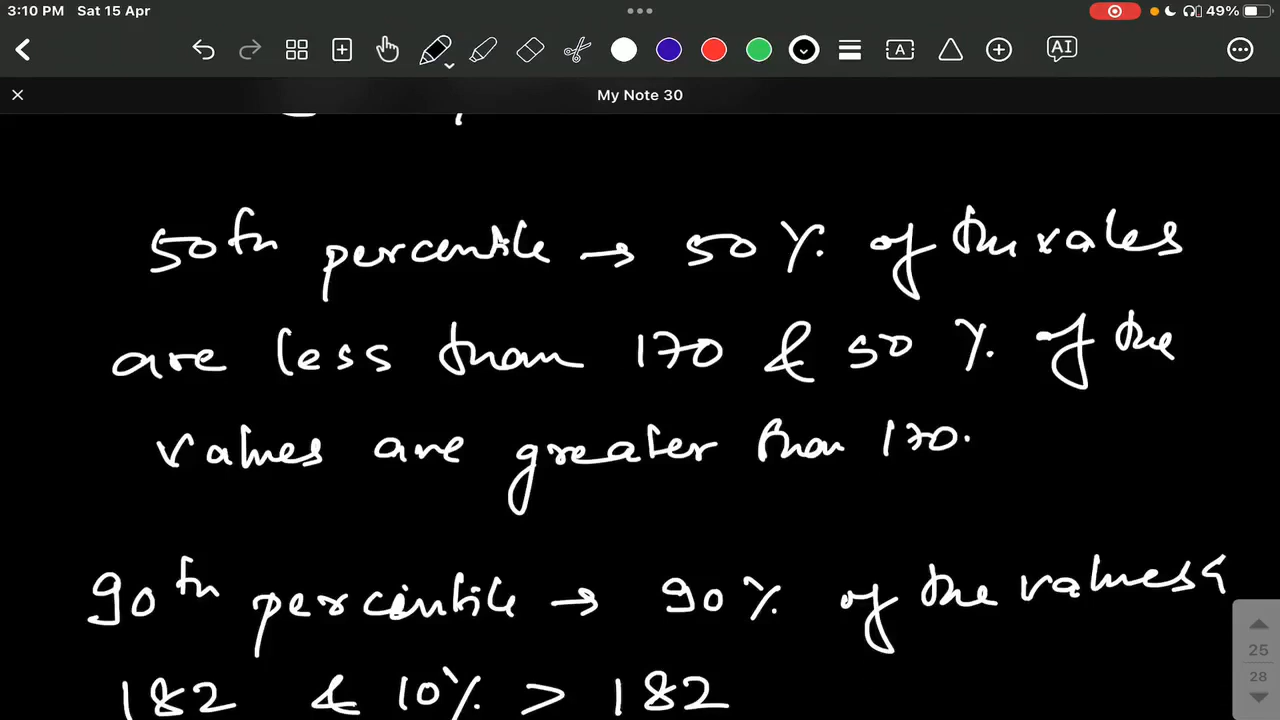 3:10 PM Sat 15 Apr
49%
A
AI
My Note 30
50th percentile → 50 % of the vales
are less than 170 & 50 % of the
values are greater than 170.
90th percentile → 90 % of the values <
182 & 10% > 182
25
28